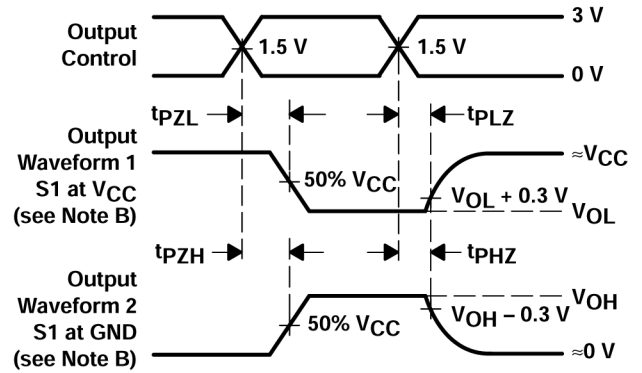 Output
Control
1.5 V
1.5 V
3 V
0 V
tPZL
tPLZ
Output
Waveform 1
S1 at VCC
(see Note B)
50% VCC
VOL + 0.3 V
≈VCC
VOL
tPZH
tPHZ
Output
Waveform 2
S1 at GND
(see Note B)
50% VCC
VOH – 0.3 V
VOH
≈0 V